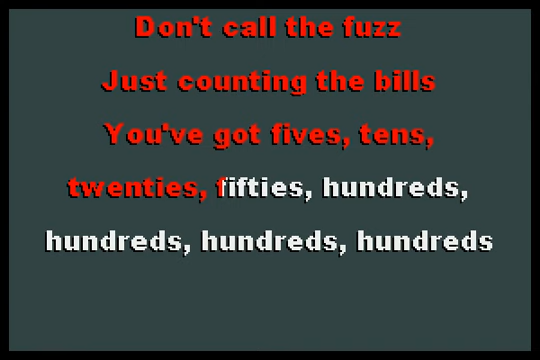 Don't call the fuzz
Just counting the bills
You've got fives, tens,
twenties, fifties, hundreds,
hundreds, hundreds, hundreds